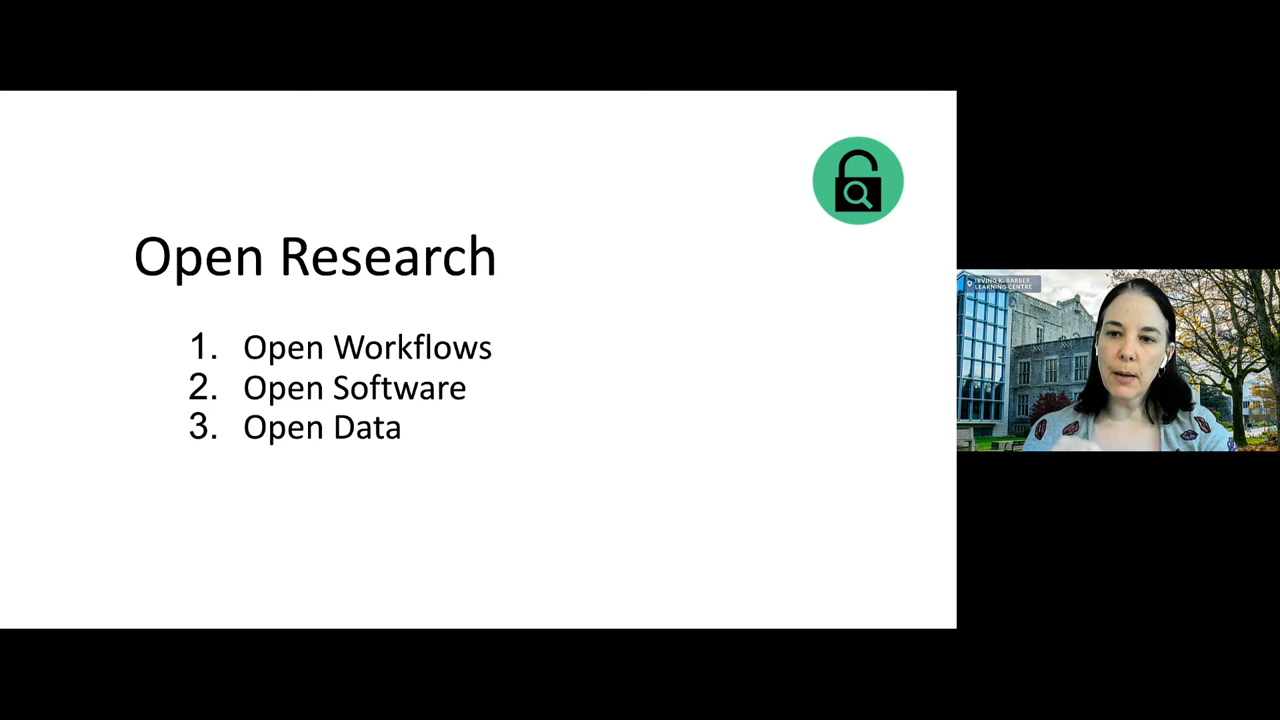 Open Research
1. Open Workflows
2. Open Software
3. Open Data
IRVING K. BARBER
LEARNING CENTRE